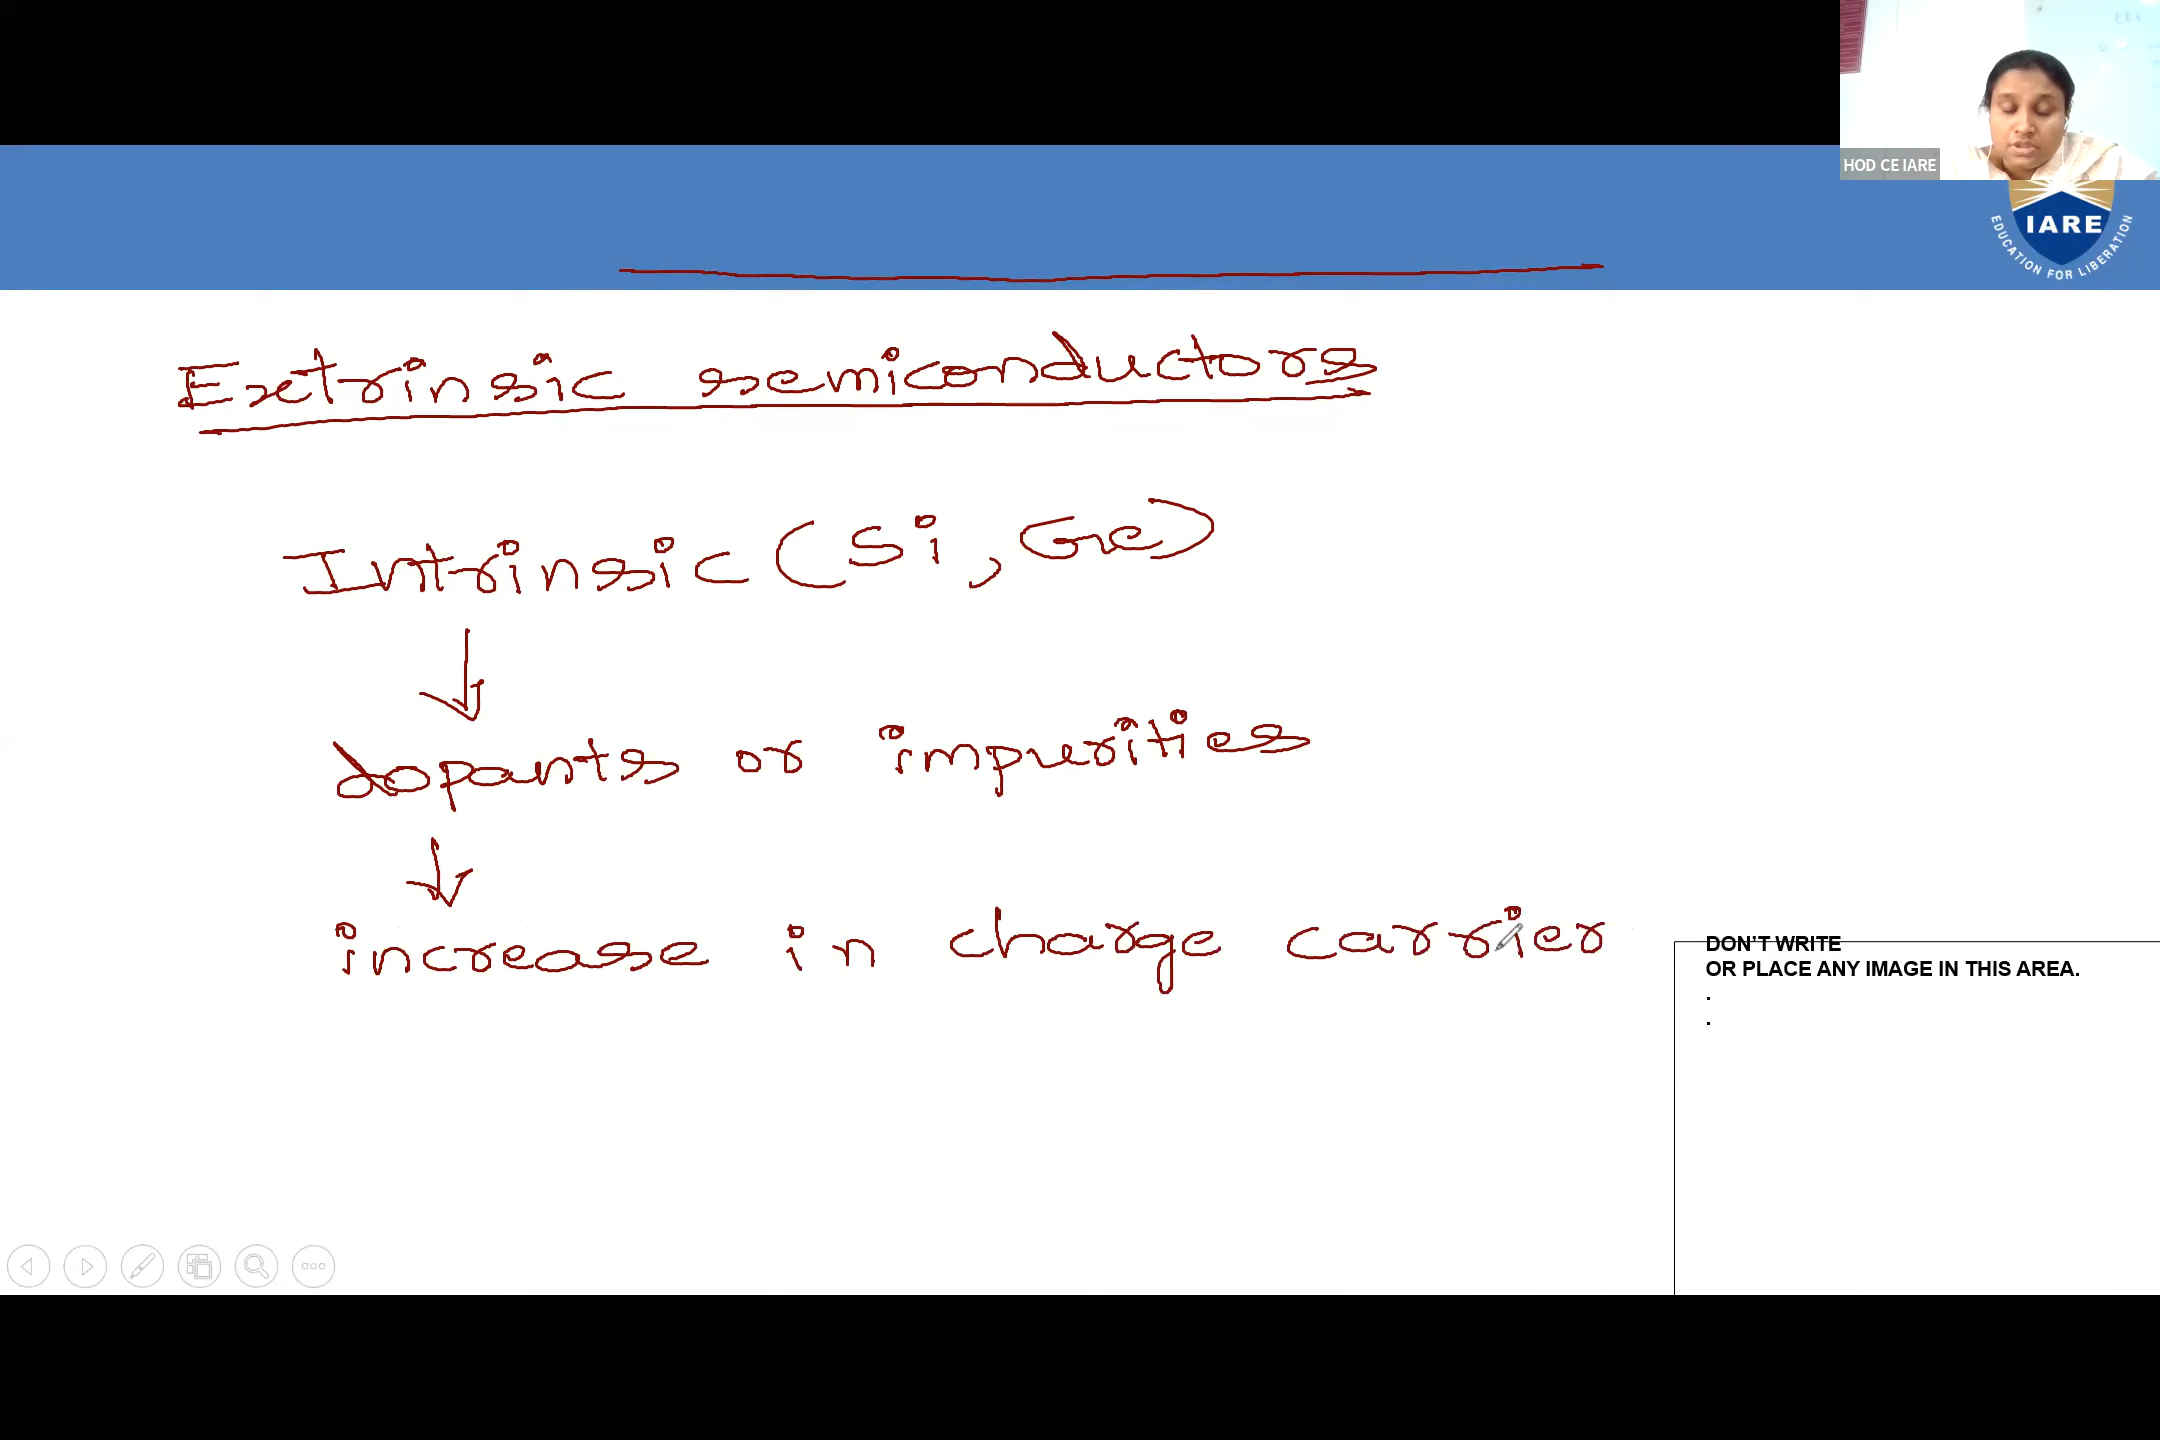 HOD CE IARE
IARE
EDUCATION FOR LIBERATION
Extrinsic semiconductors
Intrinsic (Si, Ge)
dopants or impurities
increase in charge carrier
DON'T WRITE
OR PLACE ANY IMAGE IN THIS AREA.
.
.